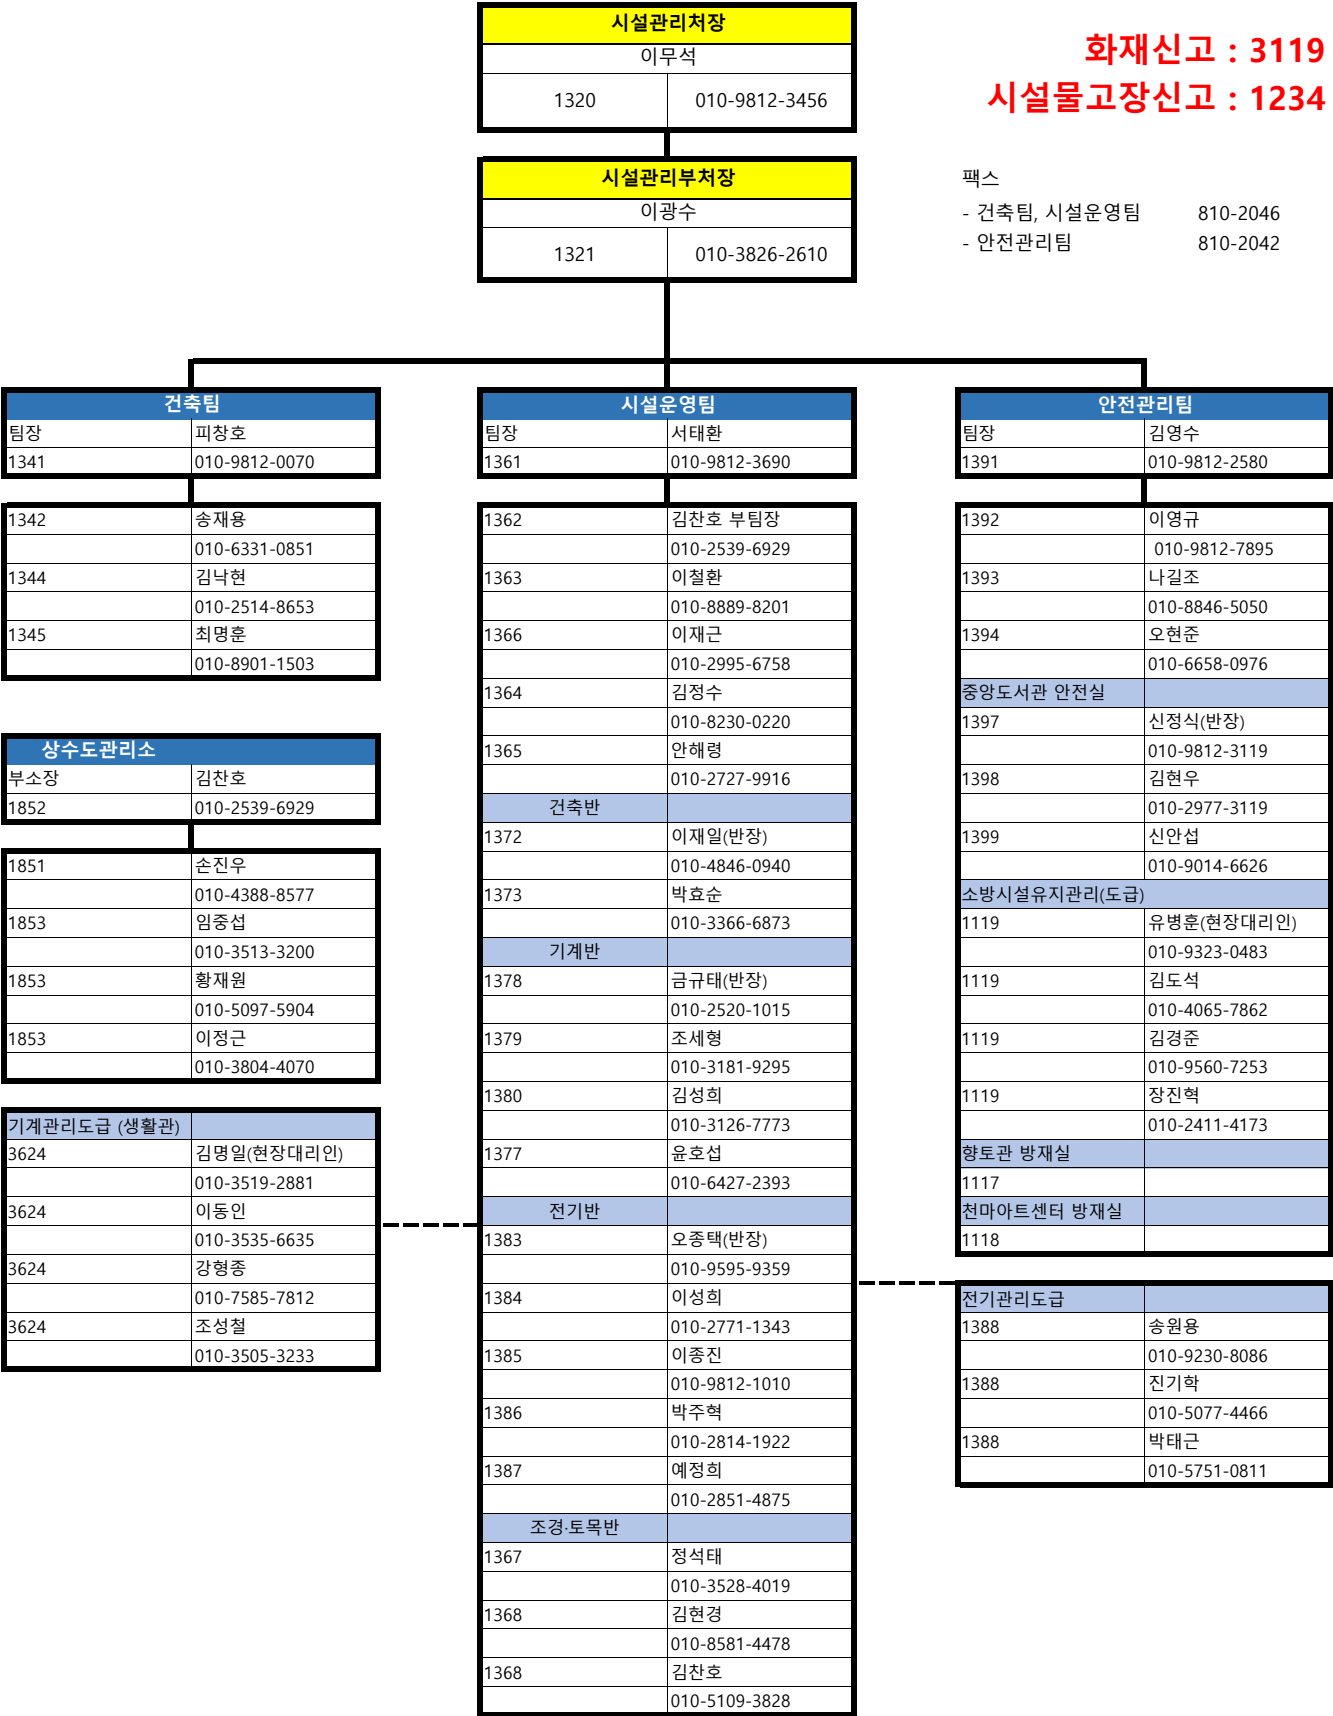 시설관리처장
이무석
1320 010-9812-3456
화재신고 : 3119
시설물고장신고 : 1234
시설관리부처장
이광수
1321 010-3826-2610
팩스
- 건축팀, 시설운영팀 810-2046
- 안전관리팀 810-2042
건축팀
팀장 피창호
1341 010-9812-0070
1342 송재용
010-6331-0851
1344 김낙현
010-2514-8653
1345 최명훈
010-8901-1503
상수도관리소
부소장 김찬호
1852 010-2539-6929
1851 손진우
010-4388-8577
1853 임중섭
010-3513-3200
1853 황재원
010-5097-5904
1853 이정근
010-3804-4070
기계관리도급 (생활관)
3624 김명일(현장대리인)
010-3519-2881
3624 이동인
010-3535-6635
3624 강형종
010-7585-7812
3624 조성철
010-3505-3233
시설운영팀
팀장 서태환
1361 010-9812-3690
1362 김찬호 부팀장
010-2539-6929
1363 이철환
010-8889-8201
1366 이재근
010-2995-6758
1364 김정수
010-8230-0220
1365 안해령
010-2727-9916
건축반
1372 이재일(반장)
010-4846-0940
1373 박효순
010-3366-6873
기계반
1378 금규태(반장)
010-2520-1015
1379 조세형
010-3181-9295
1380 김성희
010-3126-7773
1377 윤호섭
010-6427-2393
전기반
1383 오종택(반장)
010-9595-9359
1384 이성희
010-2771-1343
1385 이종진
010-9812-1010
1386 박주혁
010-2814-1922
1387 예정희
010-2851-4875
조경·토목반
1367 정석태
010-3528-4019
1368 김현경
010-8581-4478
1368 김찬호
010-5109-3828
안전관리팀
팀장 김영수
1391 010-9812-2580
1392 이영규
010-9812-7895
1393 나길조
010-8846-5050
1394 오현준
010-6658-0976
중앙도서관 안전실
1397 신정식(반장)
010-9812-3119
1398 김현우
010-2977-3119
1399 신안섭
010-9014-6626
소방시설유지관리(도급)
1119 유병훈(현장대리인)
010-9323-0483
1119 김도석
010-4065-7862
1119 김경준
010-9560-7253
1119 장진혁
010-2411-4173
향토관 방재실
1117
천마아트센터 방재실
1118
전기관리도급
1388 송원용
010-9230-8086
1388 진기학
010-5077-4466
1388 박태근
010-5751-0811